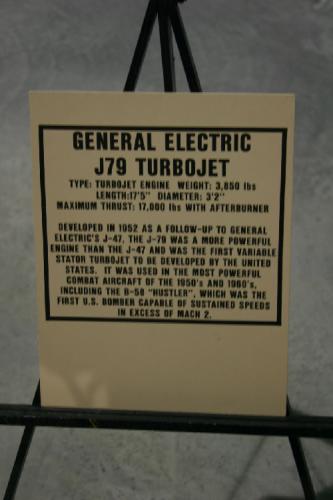 GENERAL ELECTRIC
J79 TURBOJET
TYPE: TURBOJET ENGINE WEIGHT: 3,850 lbs
LENGTH:17'5" DIAMETER: 3'2"
MAXIMUM THRUST: 17,000 lbs WITH AFTERBURNER
DEVELOPED IN 1952 AS A FOLLOW-UP TO GENERAL
ELECTRIC'S J-47, THE J-79 WAS A MORE POWERFUL
ENGINE THAN THE J-47 AND WAS THE FIRST VARIABLE
STATOR TURBOJET TO BE DEVELOPED BY THE UNITED
STATES. IT WAS USED IN THE MOST POWERFUL
COMBAT AIRCRAFT OF THE 1950's AND 1960's,
INCLUDING THE B-58 "HUSTLER", WHICH WAS THE
FIRST U.S. BOMBER CAPABLE OF SUSTAINED SPEEDS
IN EXCESS OF MACH 2.